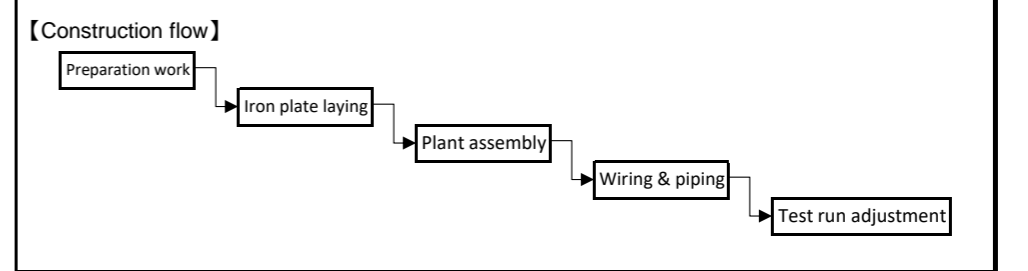 【Construction flow】
Preparation work
Iron plate laying
Plant assembly
Wiring & piping
Test run adjustment